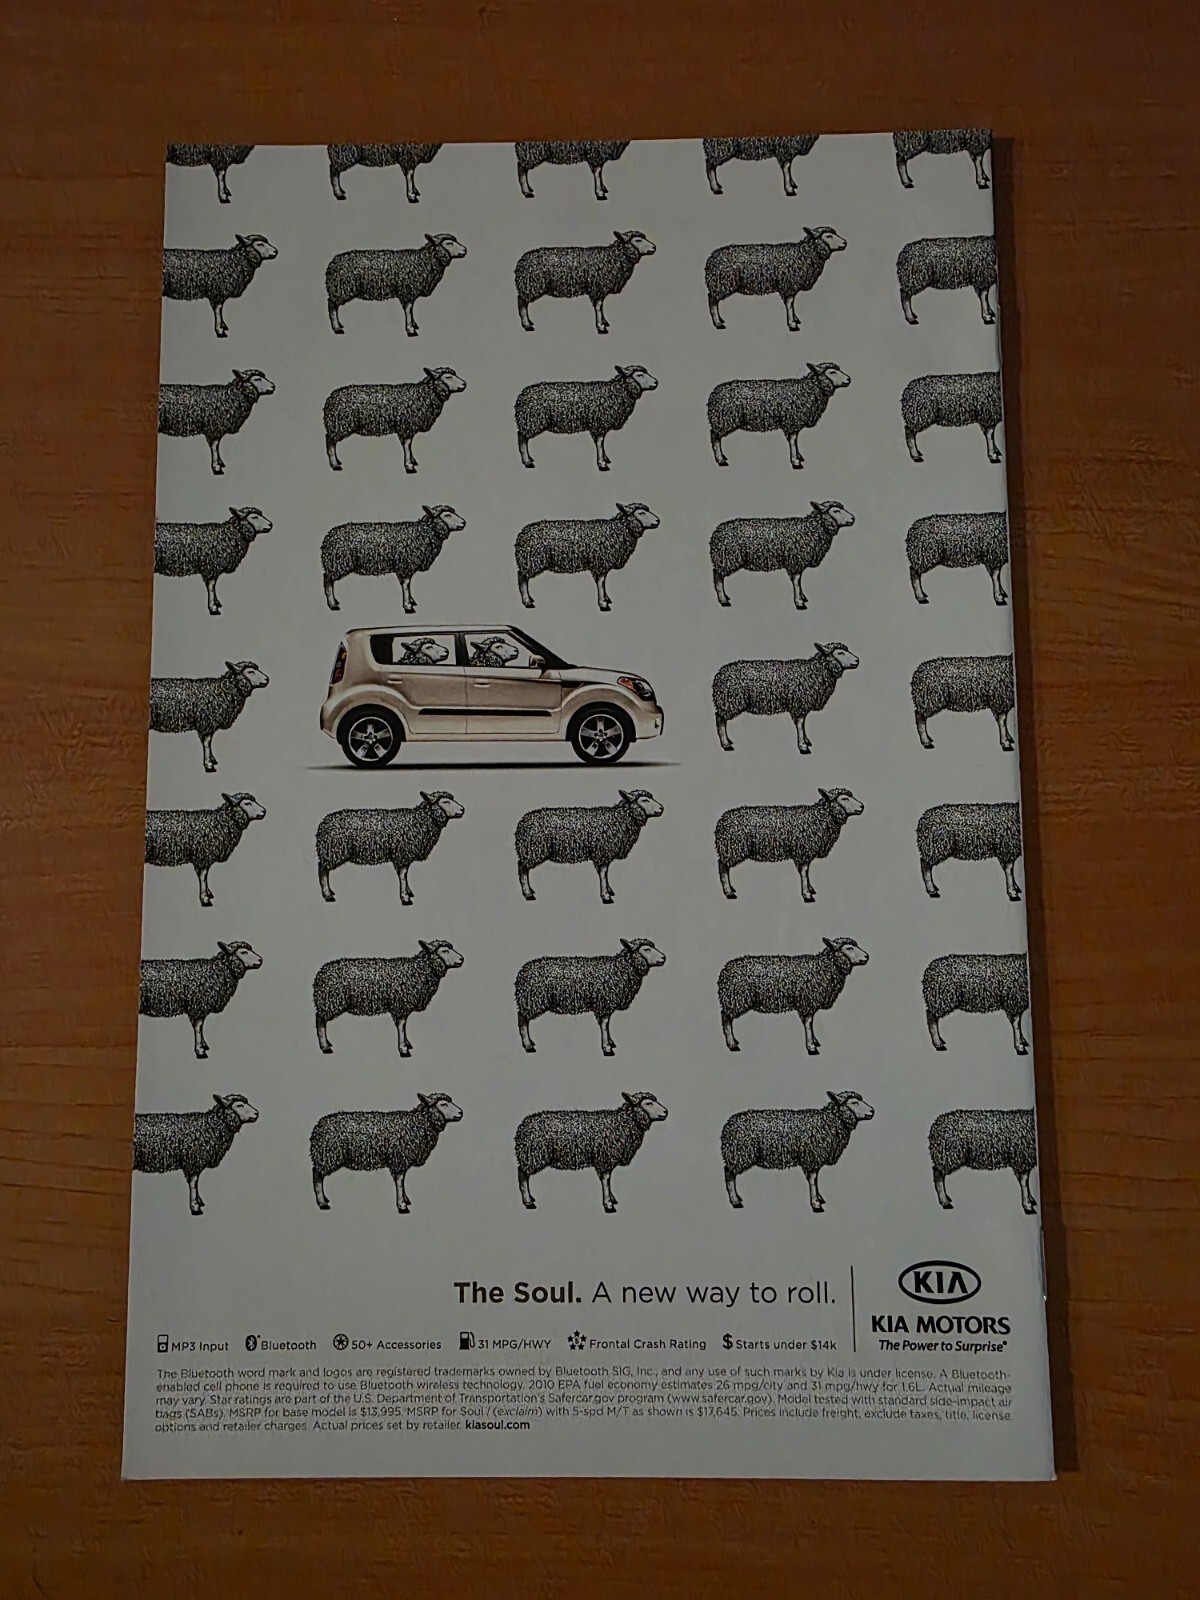 The Soul. A new way to roll.
KIA
KIA MOTORS
The Power to Surprise®
MP3 Input Bluetooth® 50+ Accessories 31 MPG/HWY Frontal Crash Rating $ Starts under $14k
The Bluetooth word mark and logos are registered trademarks owned by Bluetooth SIG, Inc., and any use of such marks by Kia is under license. A Bluetooth-
enabled cell phone is required to use Bluetooth wireless technology. 2010 EPA fuel economy estimates 26 mpg/city and 31 mpg/hwy for 1.6L. Actual mileage
may vary. Star ratings are part of the U.S. Department of Transportation's Safercar.gov program (www.safercar.gov). Model tested with standard side-impact air
bags (SABs). MSRP for base model is $13,995. MSRP for Soul ! (exclaim) with 5-spd M/T as shown is $17,645. Prices include freight, exclude taxes, title, license,
options and retailer charges. Actual prices set by retailer. kiasoul.com